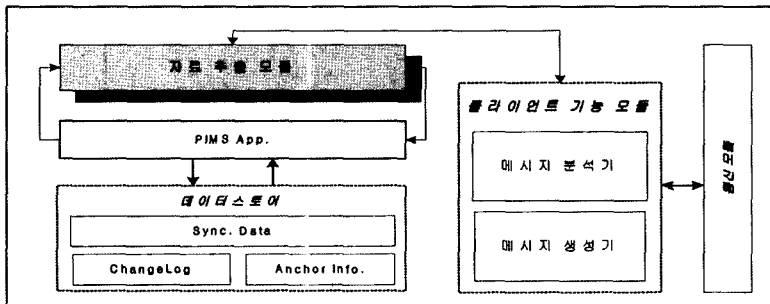 자료 추출 모듈
PIMS App.
데이터스토어
Sync. Data
ChangeLog
Anchor Info.
클라이언트 기능 모듈
메시지 분석기
메시지 생성기
통신모듈